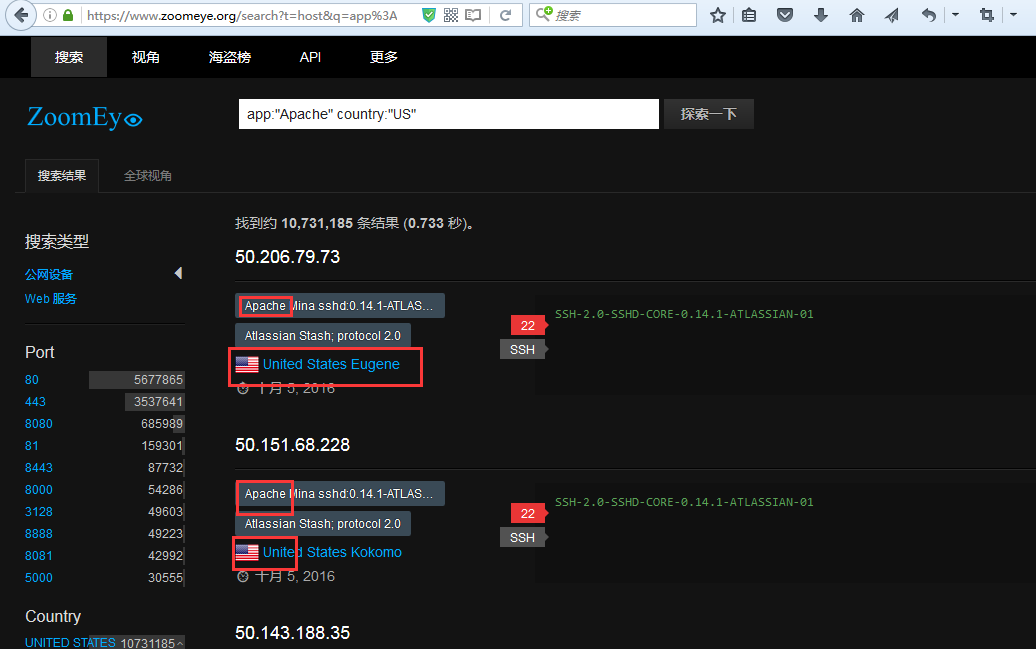 https://www.zoomeye.org/search?t=host&q=app%3A
搜索
搜索 视角 海盗榜 API 更多
ZoomEye
app:"Apache" country:"US" 探索一下
搜索结果 全球视角
找到约 10,731,185 条结果 (0.733 秒)。
搜索类型
公网设备
Web 服务
Port
80 5677865
443 3537641
8080 685989
81 159301
8443 87732
8000 54286
3128 49603
8888 49223
8081 42992
5000 30555
Country
UNITED STATES 10731185
50.206.79.73
Apache Mina sshd:0.14.1-ATLAS...
Atlassian Stash; protocol 2.0
United States Eugene
十月 5, 2016
22
SSH
SSH-2.0-SSHD-CORE-0.14.1-ATLASSIAN-01
50.151.68.228
Apache Mina sshd:0.14.1-ATLAS...
Atlassian Stash; protocol 2.0
United States Kokomo
十月 5, 2016
22
SSH
SSH-2.0-SSHD-CORE-0.14.1-ATLASSIAN-01
50.143.188.35